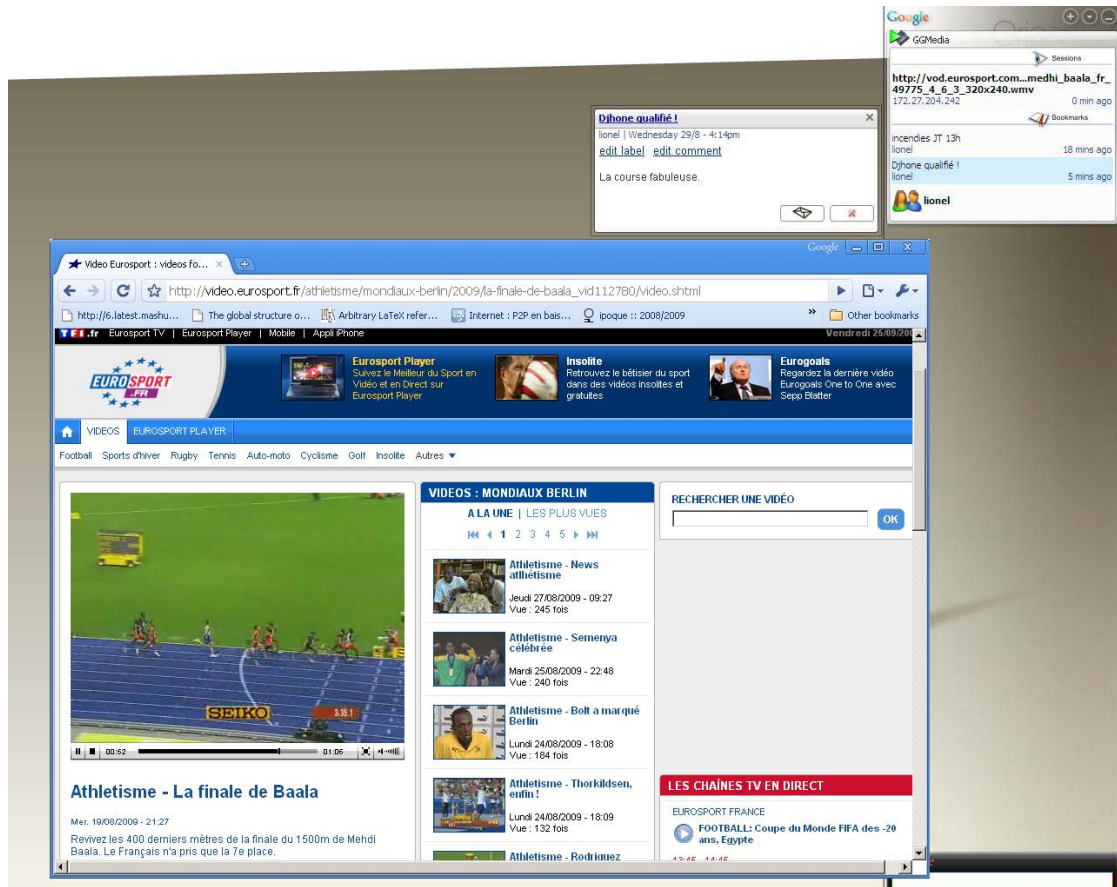 Google
GGMedia
Sessions
http://vod.eurosport.com...medhi_baala_fr_
49775_4_6_3_320x240.wmv
172.27.204.242 0 min ago
Bookmarks
incendies JT 13h
lionel 18 mins ago
Djhone qualifié !
lionel 5 mins ago
lionel
Djhone qualifié !
lionel | Wednesday 29/8 - 4:14pm
edit label edit comment
La course fabuleuse.
Google
Video Eurosport : videos fo...
http://video.eurosport.fr/athletisme/mondiaux-berlin/2009/la-finale-de-baala_vid112780/video.shtml
http://6.latest.mashu... The global structure o... Arbitrary LaTeX refer... Internet : P2P en bais... ipoque :: 2008/2009 » Other bookmarks
TF1.fr Eurosport TV | Eurosport Player | Mobile | Appli iPhone Vendredi 25/09/200
EUROSPORT
.FR
Eurosport Player
Suivez le Meilleur du Sport en
Vidéo et en Direct sur
Eurosport Player
Insolite
Retrouvez le bêtisier du sport
dans des vidéos insolites et
gratuites
Eurogoals
Regardez la dernière vidéo
Eurogoals One to One avec
Sepp Blatter
VIDEOS EUROSPORT PLAYER
Football Sports d'hiver Rugby Tennis Auto-moto Cyclisme Golf Insolite Autres
SEIKO 3:35.1
00:52 01:06
Athletisme - La finale de Baala
Mer. 19/08/2009 - 21:27
Revivez les 400 derniers mètres de la finale du 1500m de Mehdi
Baala. Le Français n'a pris que la 7e place.
VIDEOS : MONDIAUX BERLIN
A LA UNE | LES PLUS VUES
1 2 3 4 5
Athletisme - News
atlhétisme
Jeudi 27/08/2009 - 09:27
Vue : 245 fois
Athletisme - Semenya
célébrée
Mardi 25/08/2009 - 22:48
Vue : 240 fois
Athletisme - Bolt a marqué
Berlin
Lundi 24/08/2009 - 18:08
Vue : 184 fois
Athletisme - Thorkildsen,
enfin !
Lundi 24/08/2009 - 18:09
Vue : 132 fois
Athletisme - Rodriguez
RECHERCHER UNE VIDÉO
OK
LES CHAÎNES TV EN DIRECT
EUROSPORT FRANCE
FOOTBALL: Coupe du Monde FIFA des -20
ans, Egypte